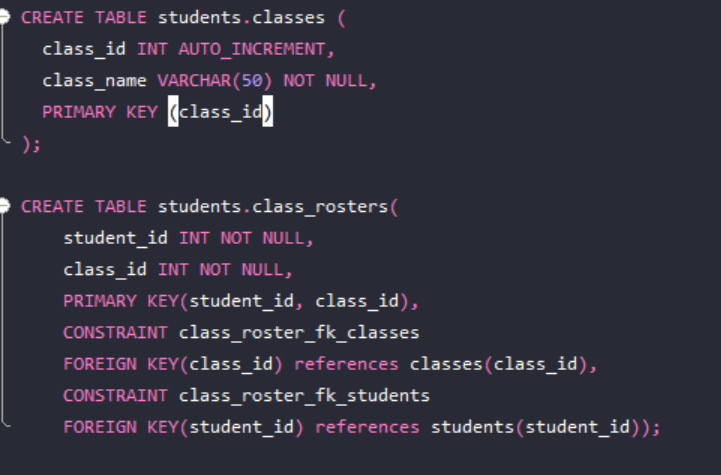 CREATE TABLE students.classes (
class_id INT AUTO_INCREMENT,
class_name VARCHAR(50) NOT NULL,
PRIMARY KEY (class_id)
);
CREATE TABLE students.class_rosters(
student_id INT NOT NULL,
class_id INT NOT NULL,
PRIMARY KEY(student_id, class_id),
CONSTRAINT class_roster_fk_classes
FOREIGN KEY(class_id) references classes(class_id),
CONSTRAINT class_roster_fk_students
FOREIGN KEY(student_id) references students(student_id));